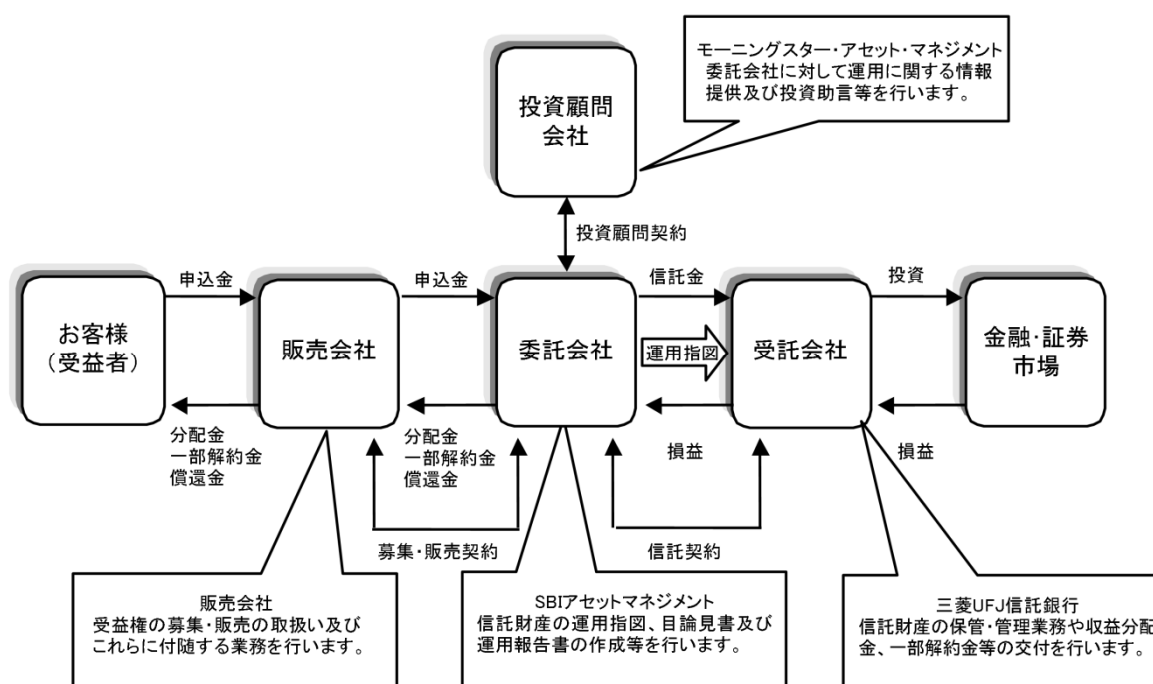 モーニングスター・アセット・マネジメント
委託会社に対して運用に関する情報
提供及び投資助言等を行います。
投資顧問
会社
投資顧問契約
申込金
申込金
信託金
投資
お客様
(受益者)
販売会社
委託会社
運用指図
受託会社
金融・証券
市場
分配金
一部解約金
償還金
分配金
一部解約金
償還金
損益
損益
募集・販売契約
信託契約
販売会社
受益権の募集・販売の取扱い及び
これらに付随する業務を行います。
SBIアセットマネジメント
信託財産の運用指図、目論見書及び
運用報告書の作成等を行います。
三菱UFJ信託銀行
信託財産の保管・管理業務や収益分配
金、一部解約金等の交付を行います。